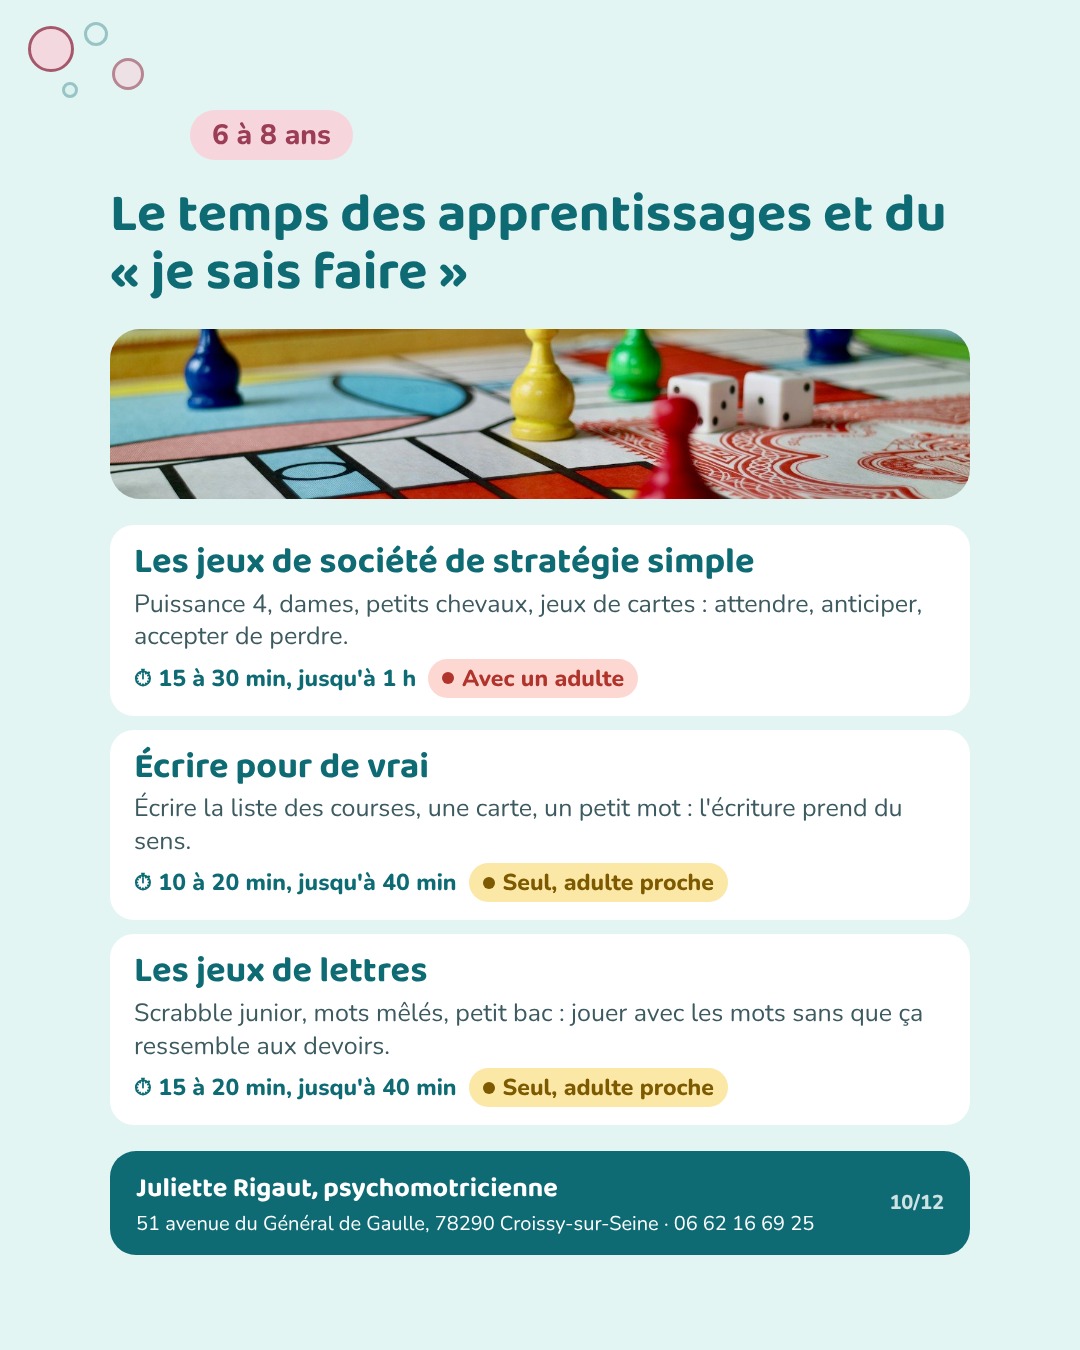 6 à 8 ans
Le temps des apprentissages et du
« je sais faire »
Les jeux de société de stratégie simple
Puissance 4, dames, petits chevaux, jeux de cartes : attendre, anticiper,
accepter de perdre.
⏱ 15 à 30 min, jusqu'à 1 h ● Avec un adulte
Écrire pour de vrai
Écrire la liste des courses, une carte, un petit mot : l'écriture prend du
sens.
⏱ 10 à 20 min, jusqu'à 40 min ● Seul, adulte proche
Les jeux de lettres
Scrabble junior, mots mêlés, petit bac : jouer avec les mots sans que ça
ressemble aux devoirs.
⏱ 15 à 20 min, jusqu'à 40 min ● Seul, adulte proche
Juliette Rigaut, psychomotricienne
51 avenue du Général de Gaulle, 78290 Croissy-sur-Seine · 06 62 16 69 25
10/12